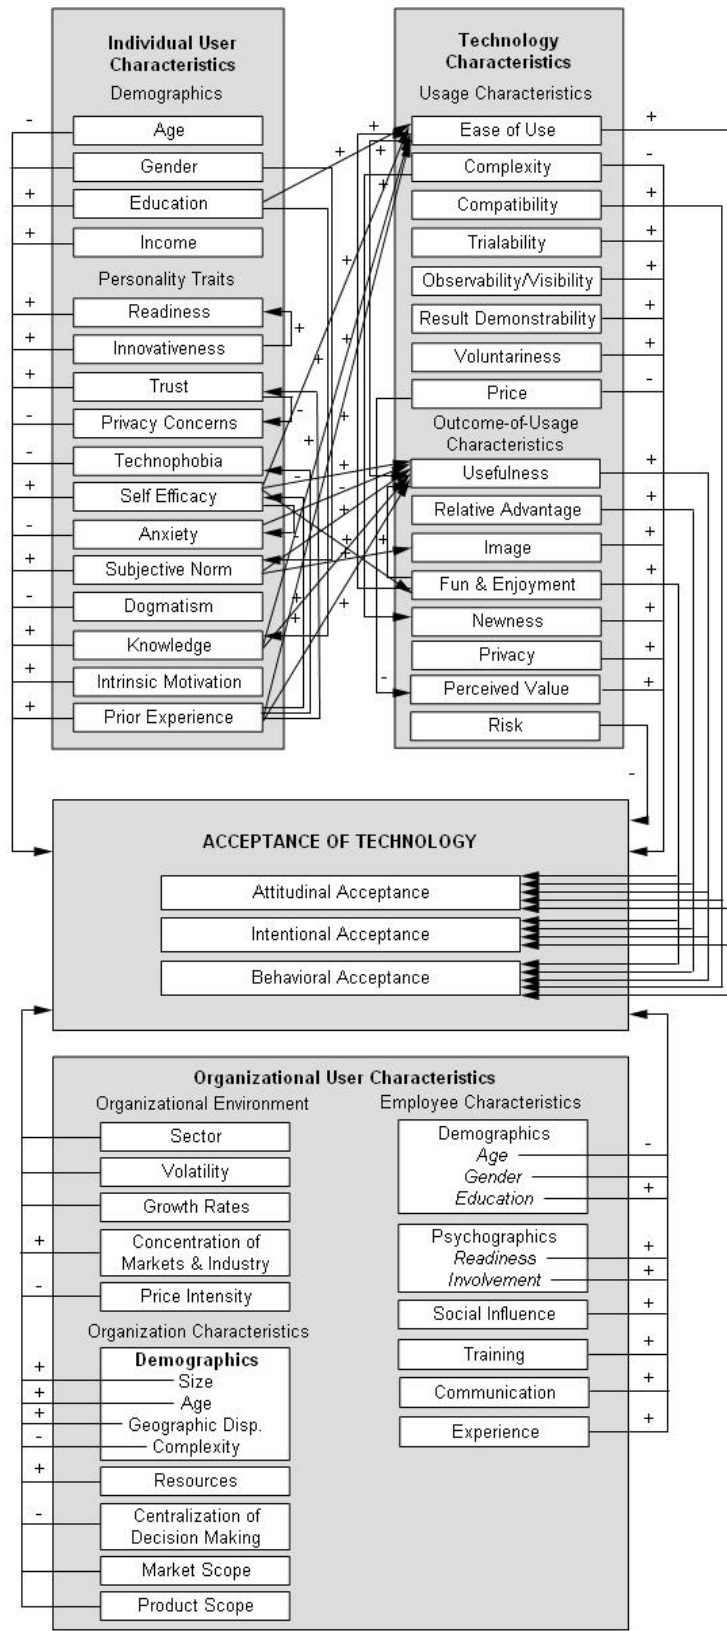 Individual User
Characteristics
Demographics
-
Age
Gender
+
Education
+
Income
Personality Traits
+
Readiness
+
Innovativeness
+
Trust
-
Privacy Concerns
-
Technophobia
+
Self Efficacy
-
Anxiety
+
Subjective Norm
-
Dogmatism
+
Knowledge
+
Intrinsic Motivation
+
Prior Experience
Technology
Characteristics
Usage Characteristics
Ease of Use
+
Complexity
-
Compatibility
+
Trialability
+
Observability/Visibility
+
Result Demonstrability
+
Voluntariness
+
Price
-
Outcome-of-Usage
Characteristics
Usefulness
+
Relative Advantage
+
Image
+
Fun & Enjoyment
+
Newness
+
Privacy
+
Perceived Value
+
Risk
-
ACCEPTANCE OF TECHNOLOGY
Attitudinal Acceptance
Intentional Acceptance
Behavioral Acceptance
Organizational User Characteristics
Organizational Environment
Sector
Volatility
Growth Rates
+
Concentration of
Markets & Industry
-
Price Intensity
Organization Characteristics
Demographics
+
Size
+
Age
+
Geographic Disp.
-
Complexity
+
Resources
-
Centralization of
Decision Making
Market Scope
Product Scope
Employee Characteristics
Demographics
Age
-
Gender
Education
+
Psychographics
Readiness
+
Involvement
+
Social Influence
+
Training
+
Communication
+
Experience
+